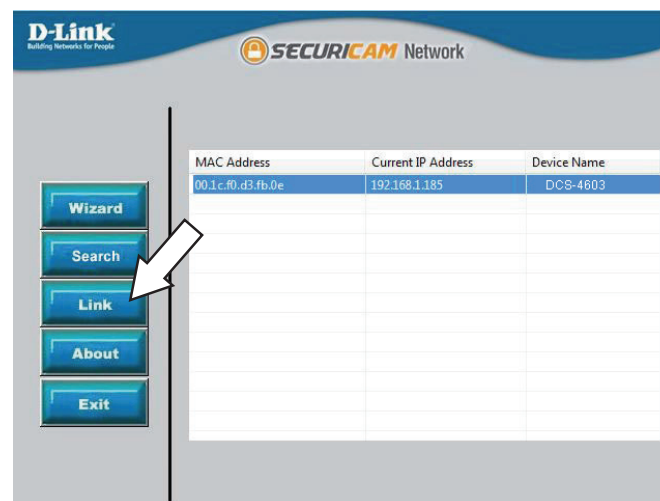 D-Link
Building Networks for People
SECURICAM Network
MAC Address Current IP Address Device Name
00.1c.f0.d3.fb.0e 192.168.1.185 DCS-4603
Wizard
Search
Link
About
Exit